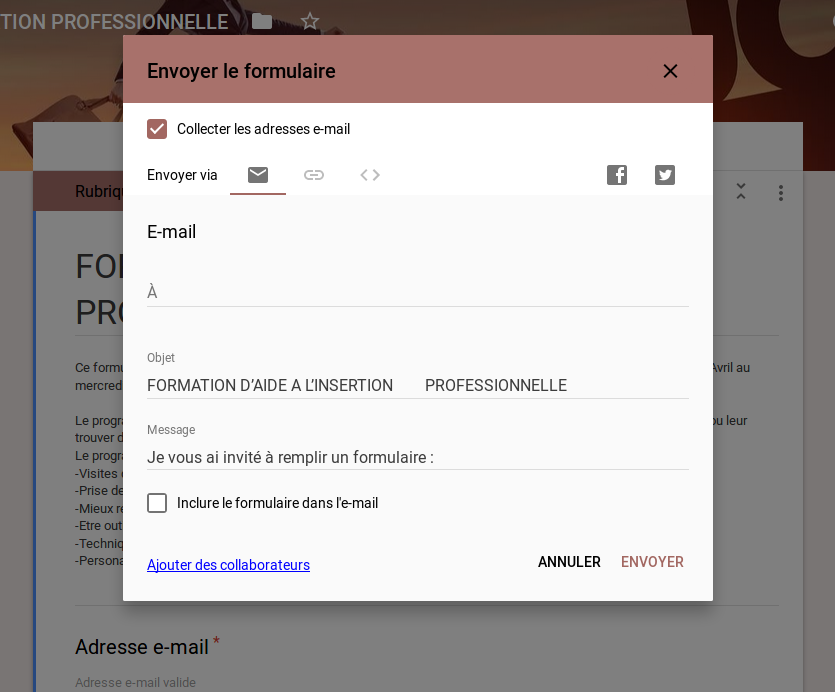 TION PROFESSIONNELLE
Envoyer le formulaire
Collecter les adresses e-mail
Envoyer via
Rubriq
E-mail
FO
PRO
À
Ce formu
Avril au
mercred
Objet
FORMATION D’AIDE A L’INSERTION PROFESSIONNELLE
Le progra
ou leur
trouver d
Message
Le progra
Je vous ai invité à remplir un formulaire :
-Visites
-Prise de
Inclure le formulaire dans l'e-mail
-Mieux re
-Etre out
-Techniq
-Persona
Ajouter des collaborateurs
ANNULER ENVOYER
Adresse e-mail *
Adresse e-mail valide